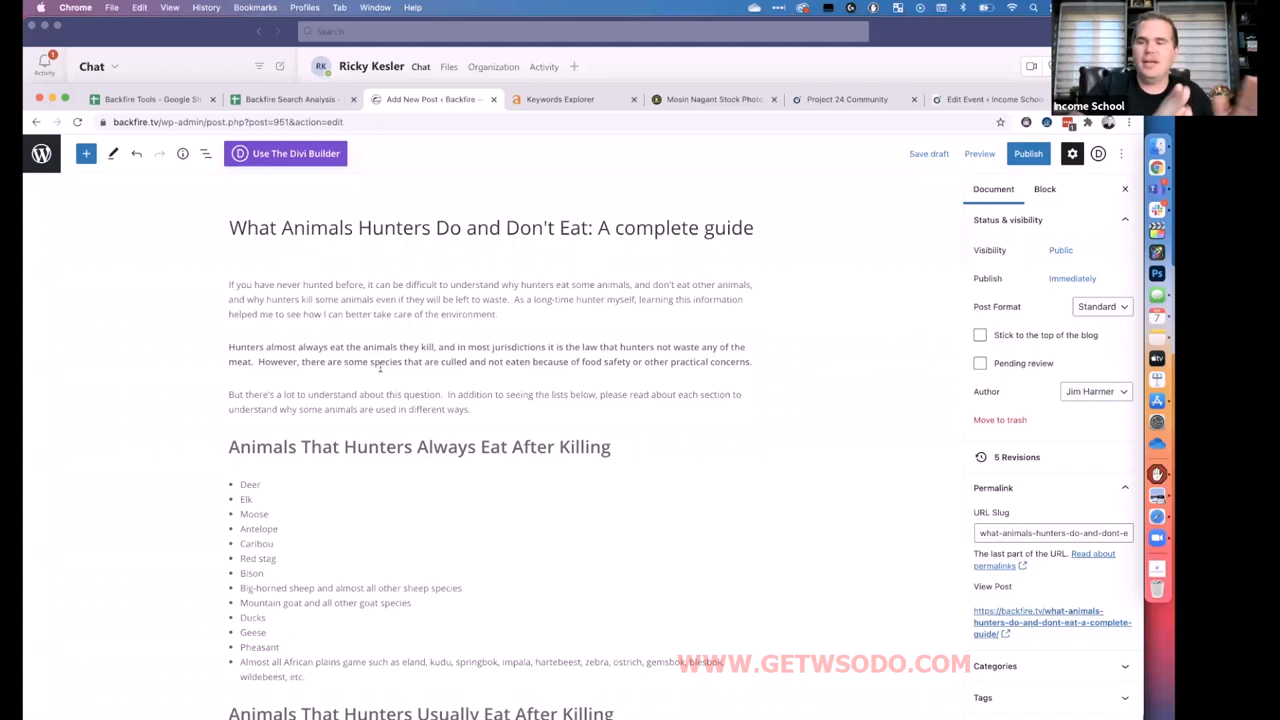 Chrome File Edit View History Bookmarks Profiles Tab Window Help
Search
Activity
Chat
RK Ricky Kesler Chat Files Organization Activity
Income School
Backfire Tools - Google Sh
Backfire Search Analysis -
Add New Post ‹ Backfire —
Keywords Explorer
Mosin Nagant Stock Photo
Project 24 Community
Edit Event ‹ Income School
backfire.tv/wp-admin/post.php?post=951&action=edit
Use The Divi Builder
Save draft Preview Publish
What Animals Hunters Do and Don't Eat: A complete guide
If you have never hunted before, it can be difficult to understand why hunters eat some animals, and don't eat other animals,
and why hunters kill some animals even if they will be left to waste. As a long-time hunter myself, learning this information
helped me to see how I can better take care of the environment.
Hunters almost always eat the animals they kill, and in most jurisdictions it is the law that hunters not waste any of the
meat. However, there are some species that are culled and not eaten because of food safety or other practical concerns.
But there's a lot to understand about this question. In addition to seeing the lists below, please read about each section to
understand why some animals are used in different ways.
Animals That Hunters Always Eat After Killing
Deer
Elk
Moose
Antelope
Caribou
Red stag
Bison
Big-horned sheep and almost all other sheep species
Mountain goat and all other goat species
Ducks
Geese
Pheasant
Almost all African plains game such as eland, kudu, springbok, impala, hartebeest, zebra, ostrich, gemsbok, blesbok,
wildebeest, etc.
Animals That Hunters Usually Eat After Killing
Document Block
Status & visibility
Visibility Public
Publish Immediately
Post Format Standard
Stick to the top of the blog
Pending review
Author Jim Harmer
Move to trash
5 Revisions
Permalink
URL Slug
what-animals-hunters-do-and-dont-e
The last part of the URL. Read about
permalinks
View Post
https://backfire.tv/what-animals-
hunters-do-and-dont-eat-a-complete-
guide/
Categories
Tags
WWW.GETWSODO.COM